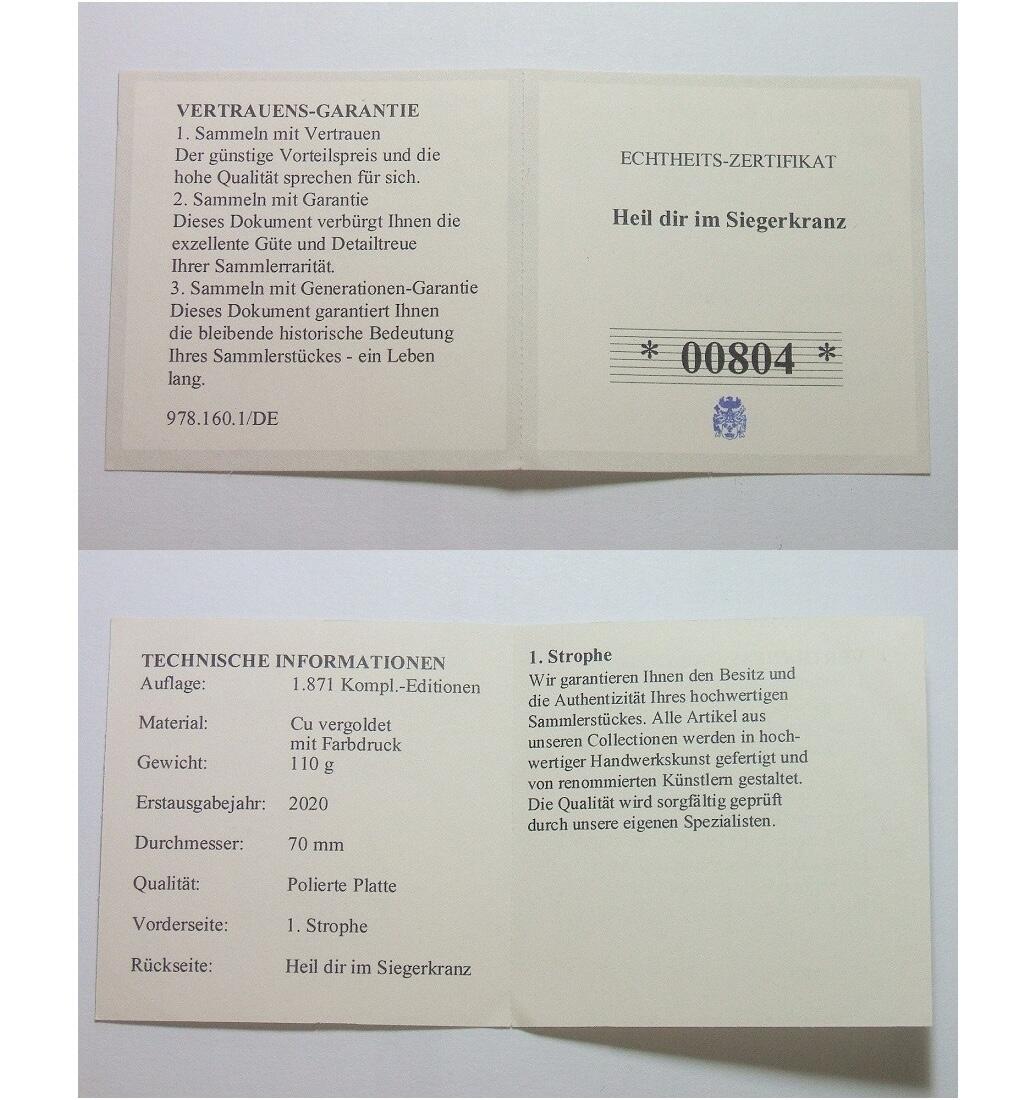 VERTRAUENS-GARANTIE
1. Sammeln mit Vertrauen
Der günstige Vorteilspreis und die
hohe Qualität sprechen für sich.
2. Sammeln mit Garantie
Dieses Dokument verbürgt Ihnen die
exzellente Güte und Detailtreue
Ihrer Sammlerrarität.
3. Sammeln mit Generationen-Garantie
Dieses Dokument garantiert Ihnen
die bleibende historische Bedeutung
Ihres Sammlerstückes - ein Leben
lang.
978.160.1/DE
ECHTHEITS-ZERTIFIKAT
Heil dir im Siegerkranz
* 00804 *
TECHNISCHE INFORMATIONEN
Auflage: 1.871 Kompl.-Editionen
Material: Cu vergoldet
mit Farbdruck
Gewicht: 110 g
Erstausgabejahr: 2020
Durchmesser: 70 mm
Qualität: Polierte Platte
Vorderseite: 1. Strophe
Rückseite: Heil dir im Siegerkranz
1. Strophe
Wir garantieren Ihnen den Besitz und
die Authentizität Ihres hochwertigen
Sammlerstückes. Alle Artikel aus
unseren Collectionen werden in hoch-
wertiger Handwerkskunst gefertigt und
von renommierten Künstlern gestaltet.
Die Qualität wird sorgfältig geprüft
durch unsere eigenen Spezialisten.